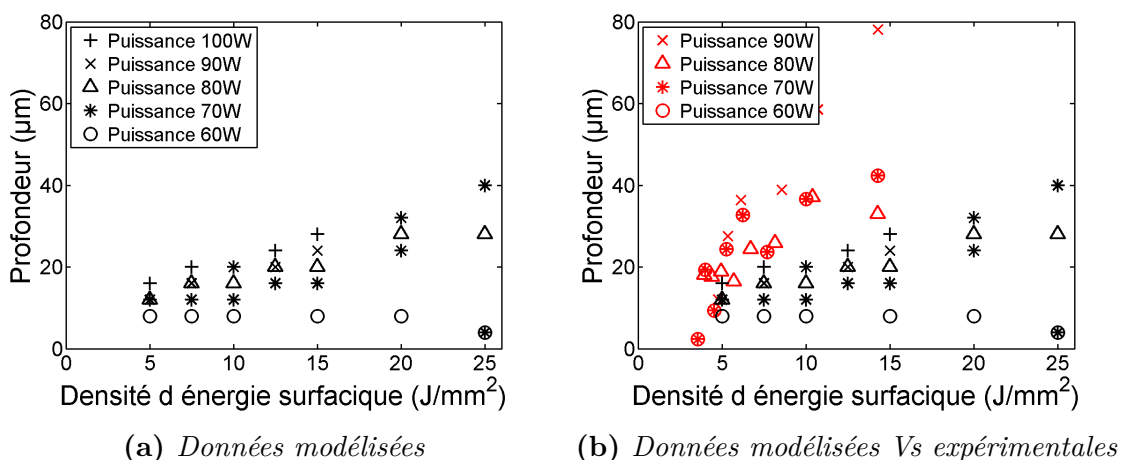 80
60
40
20
0
Profondeur (μm)
Puissance 100W
Puissance 90W
Puissance 80W
Puissance 70W
Puissance 60W
0 5 10 15 20 25
Densité d énergie surfacique (J/mm²)
(a) Données modélisées
80
60
40
20
0
Profondeur (μm)
Puissance 90W
Puissance 80W
Puissance 70W
Puissance 60W
0 5 10 15 20 25
Densité d énergie surfacique (J/mm²)
(b) Données modélisées Vs expérimentales